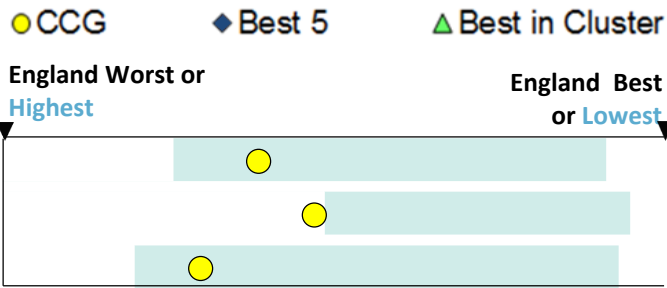 CCG Best 5 Best in Cluster
England Worst or England Best
Highest or Lowest